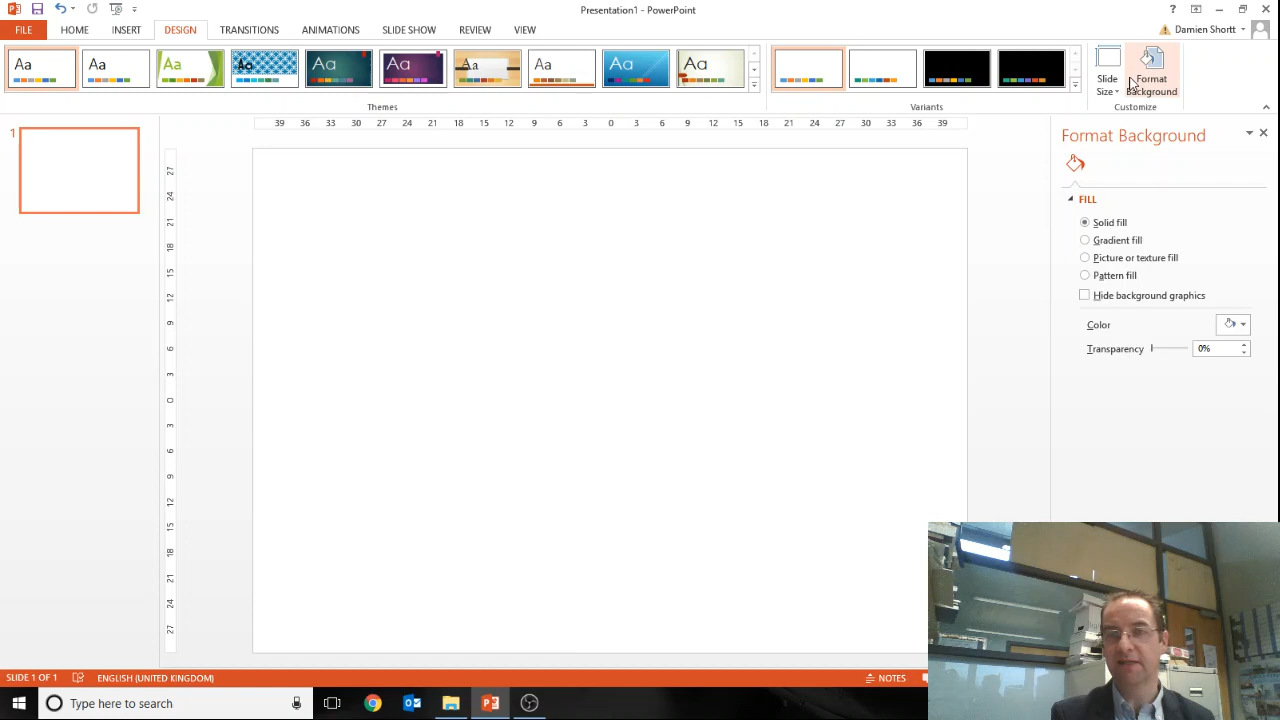 Presentation1 - PowerPoint
?
FILE HOME INSERT DESIGN TRANSITIONS ANIMATIONS SLIDE SHOW REVIEW VIEW
Damien Shortt
Aa Aa Aa Aa Aa Aa Aa Aa Aa Aa
Slide Size
Format Background
Themes Variants Customize
39 36 33 30 27 24 21 18 15 12 9 6 3 0 3 6 9 12 15 18 21 24 27 30 33 36 39
1
27
24
21
18
15
12
9
6
3
0
3
6
9
12
15
18
21
24
27
Format Background
FILL
Solid fill
Gradient fill
Picture or texture fill
Pattern fill
Hide background graphics
Color
Transparency 0%
SLIDE 1 OF 1 ENGLISH (UNITED KINGDOM) NOTES
Type here to search